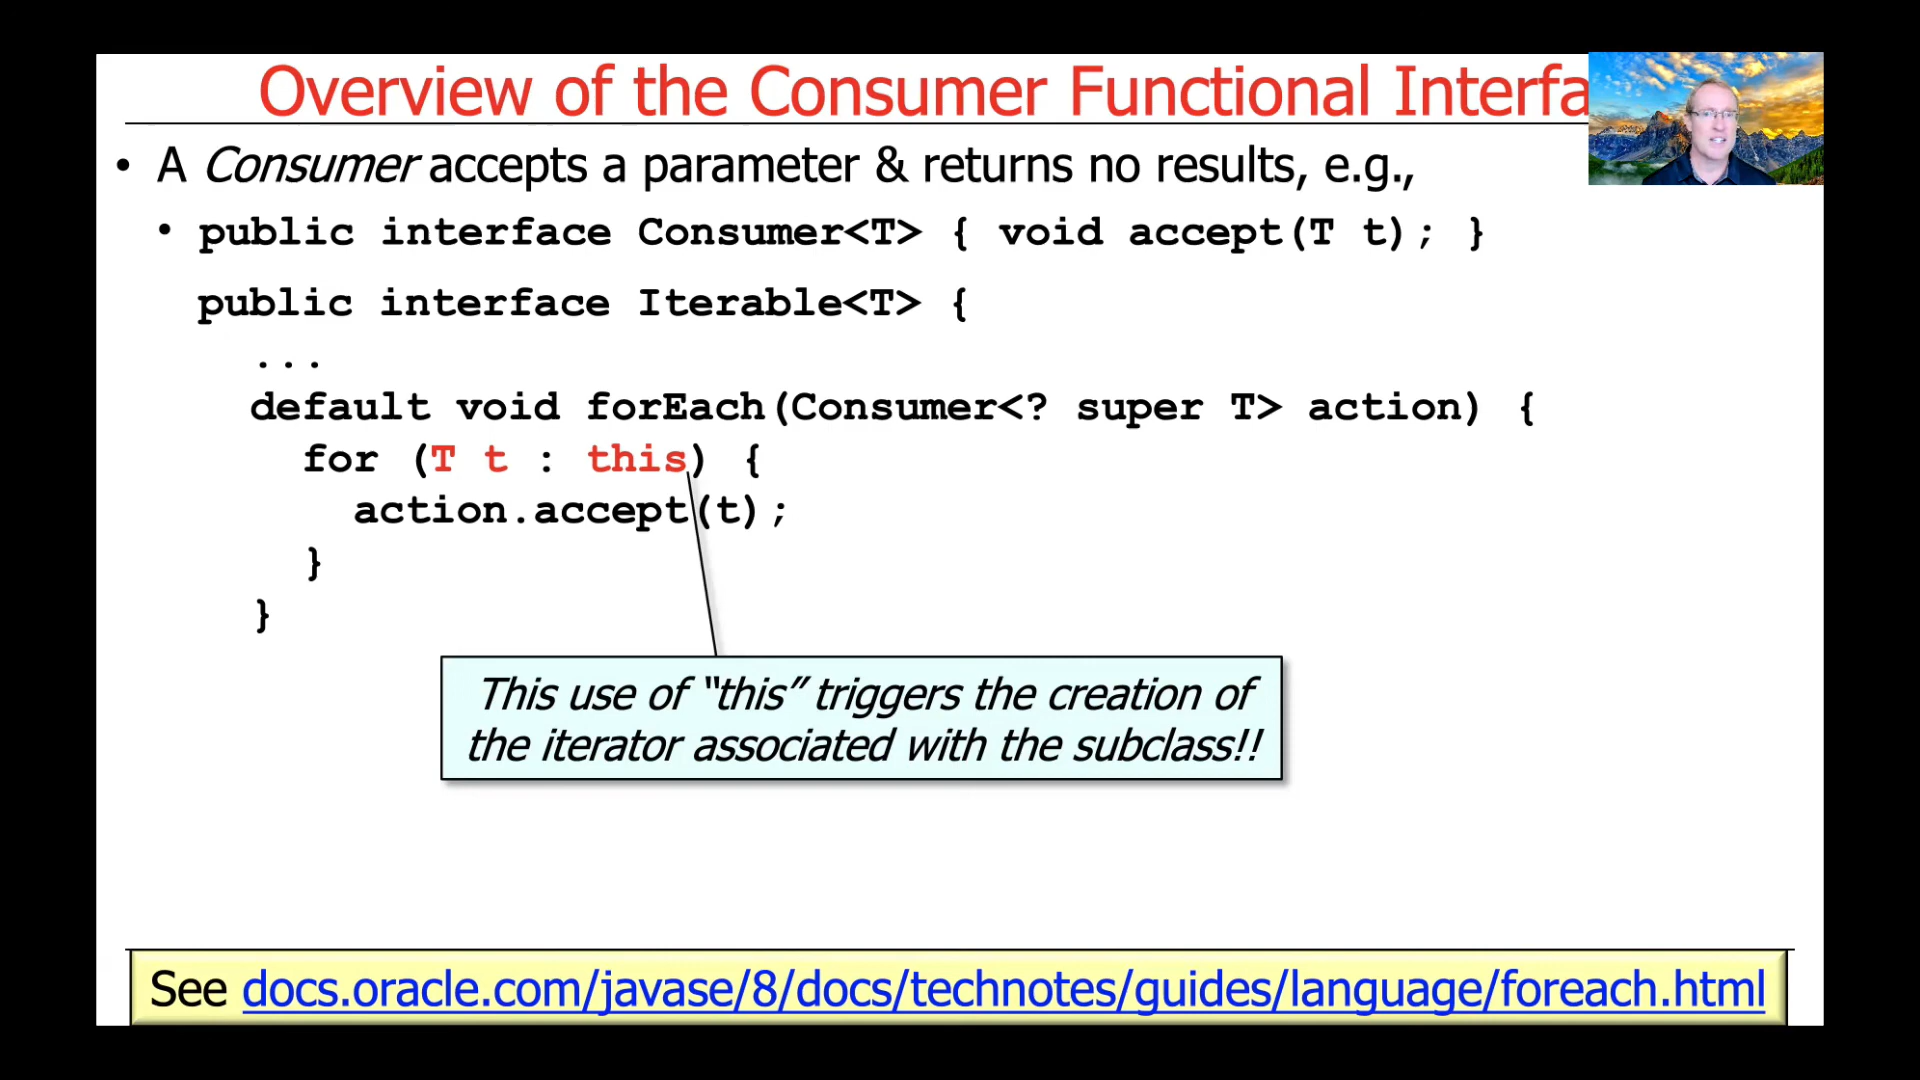 Overview of the Consumer Functional Interfa
• A Consumer accepts a parameter & returns no results, e.g.,
• public interface Consumer<T> { void accept(T t); }
public interface Iterable<T> {
...
default void forEach(Consumer<? super T> action) {
for (T t : this) {
action.accept(t);
}
}
This use of “this” triggers the creation of
the iterator associated with the subclass!!
See docs.oracle.com/javase/8/docs/technotes/guides/language/foreach.html